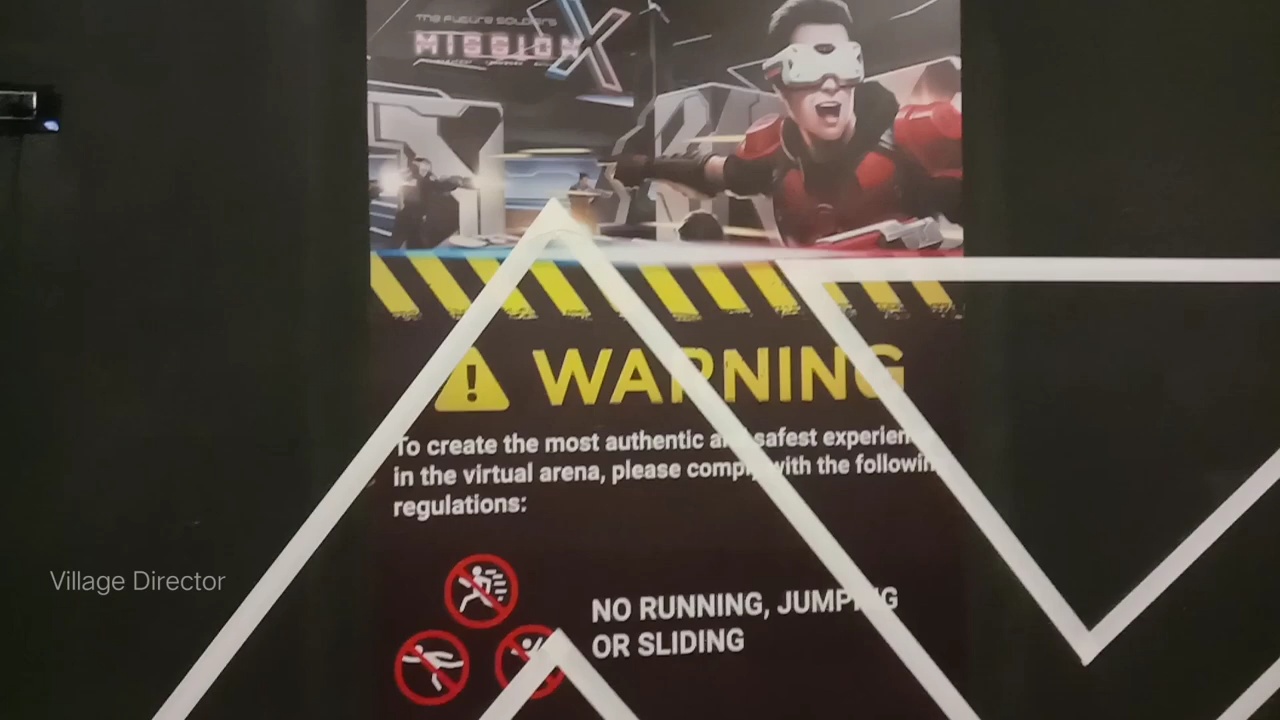 The Future Soldiers
MISSION X
WARNING
To create the most authentic and safest experien
in the virtual arena, please comply with the followin
regulations:
Village Director
NO RUNNING, JUMPING
OR SLIDING